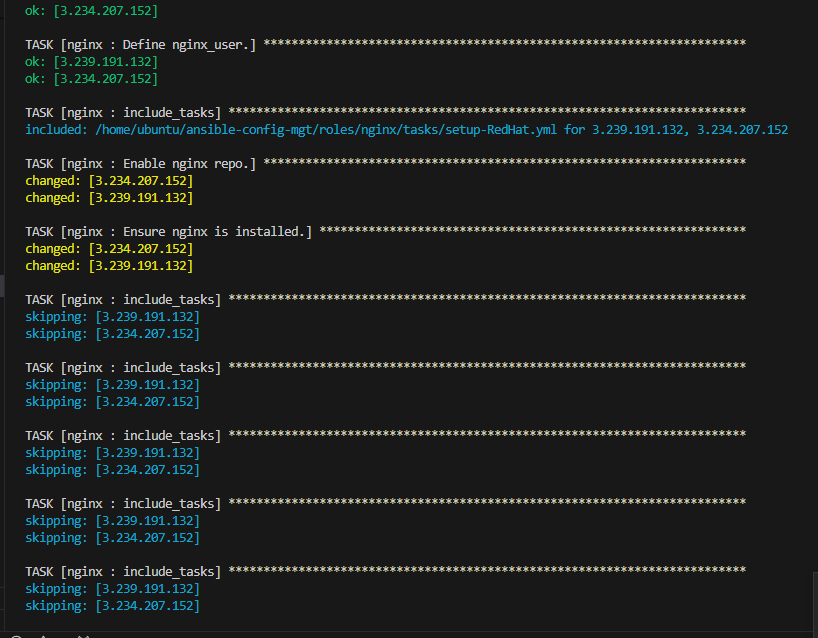 ok: [3.234.207.152]
TASK [nginx : Define nginx_user.] *********************************************************************
ok: [3.239.191.132]
ok: [3.234.207.152]
TASK [nginx : include_tasks] **************************************************************************
included: /home/ubuntu/ansible-config-mgt/roles/nginx/tasks/setup-RedHat.yml for 3.239.191.132, 3.234.207.152
TASK [nginx : Enable nginx repo.] *********************************************************************
changed: [3.234.207.152]
changed: [3.239.191.132]
TASK [nginx : Ensure nginx is installed.] *************************************************************
changed: [3.234.207.152]
changed: [3.239.191.132]
TASK [nginx : include_tasks] **************************************************************************
skipping: [3.239.191.132]
skipping: [3.234.207.152]
TASK [nginx : include_tasks] **************************************************************************
skipping: [3.239.191.132]
skipping: [3.234.207.152]
TASK [nginx : include_tasks] **************************************************************************
skipping: [3.239.191.132]
skipping: [3.234.207.152]
TASK [nginx : include_tasks] **************************************************************************
skipping: [3.239.191.132]
skipping: [3.234.207.152]
TASK [nginx : include_tasks] **************************************************************************
skipping: [3.239.191.132]
skipping: [3.234.207.152]